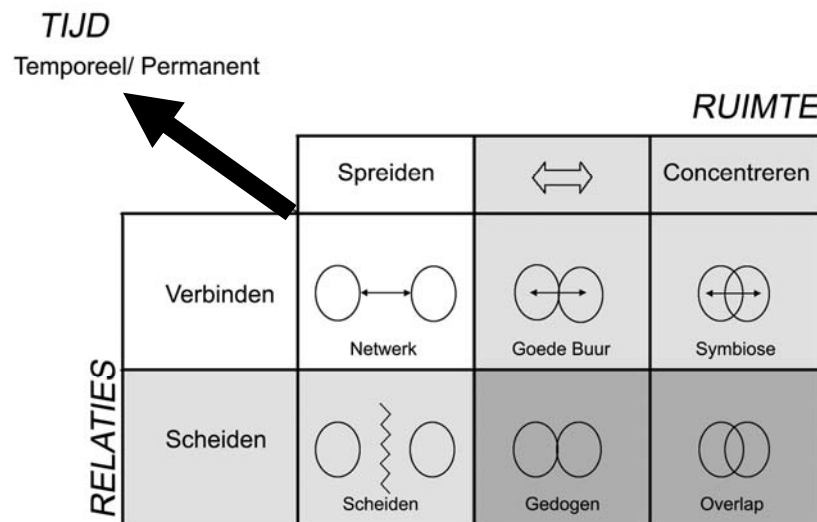 TIJD
Temporeel/ Permanent
RUIMTE
Spreiden
Concentreren
Verbinden
Netwerk
Goede Buur
Symbiose
RELATIES
Scheiden
Scheiden
Gedogen
Overlap